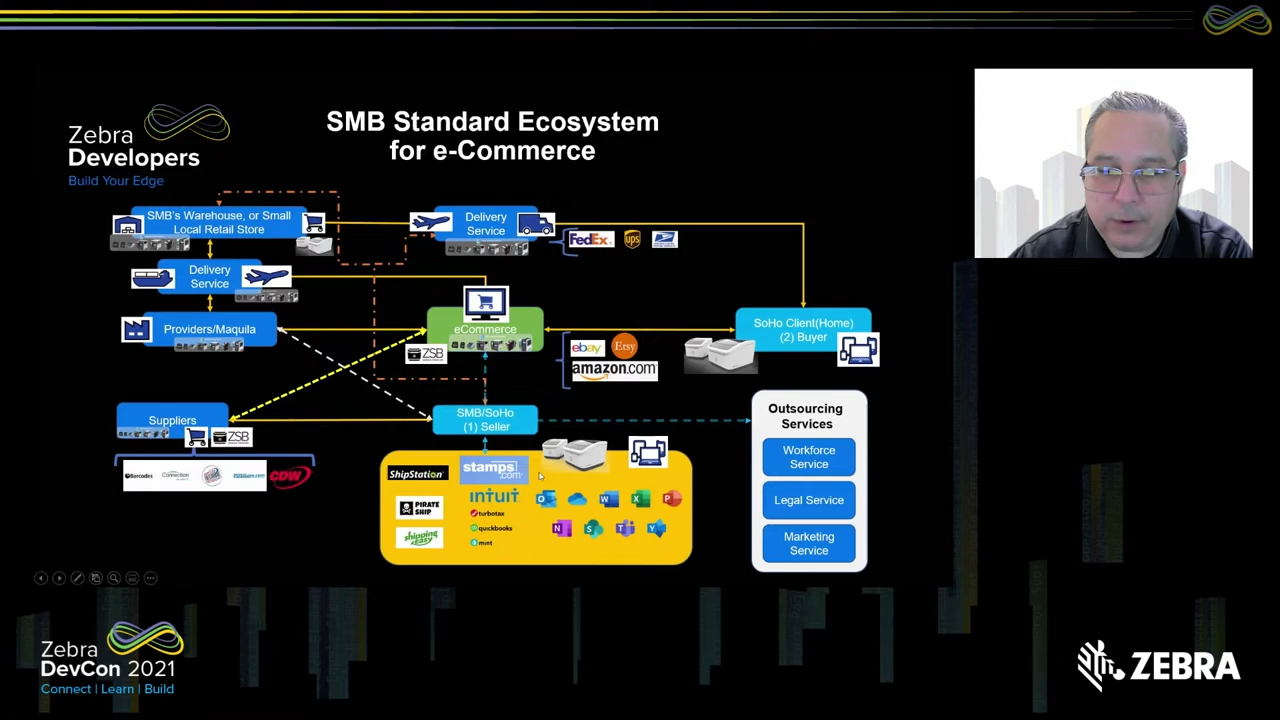 Zebra
Developers
Build Your Edge
SMB Standard Ecosystem
for e-Commerce
SMB's Warehouse, or Small
Local Retail Store
Delivery
Service
FedEx
ups
Delivery
Service
Providers/Maquila
eCommerce
ZSB
ebay
Etsy
amazon.com
SoHo Client(Home)
(2) Buyer
Suppliers
ZSB
Barcodes
Connection
CDW
SMB/SoHo
(1) Seller
ShipStation
stamps
.com
PIRATE
SHIP
shipping
easy
INTUIT
turbotax
quickbooks
mint
Outsourcing
Services
Workforce
Service
Legal Service
Marketing
Service
Zebra
DevCon 2021
Connect | Learn | Build
ZEBRA